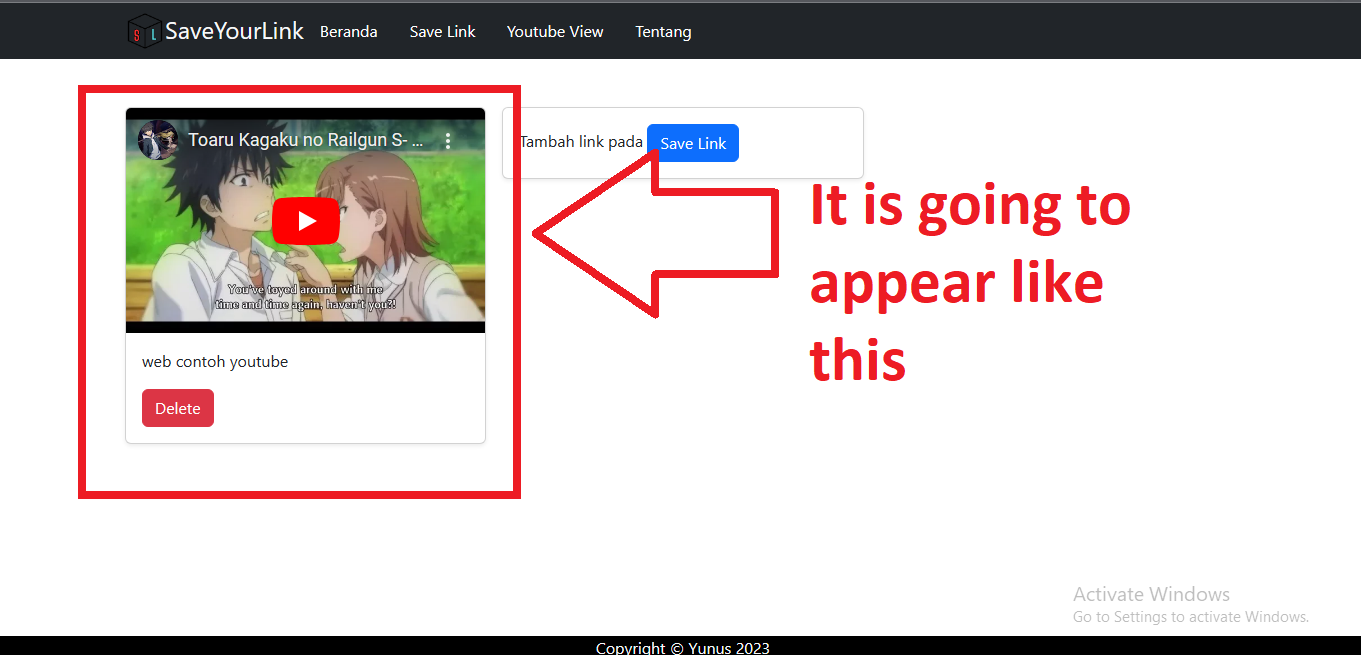 SL SaveYourLink Beranda Save Link Youtube View Tentang
Toaru Kagaku no Railgun S- ...
You've toyed around with me
time and time again, haven't you?!
web contoh youtube
Delete
Tambah link pada Save Link
It is going to
appear like
this
Activate Windows
Go to Settings to activate Windows.
Copyright © Yunus 2023